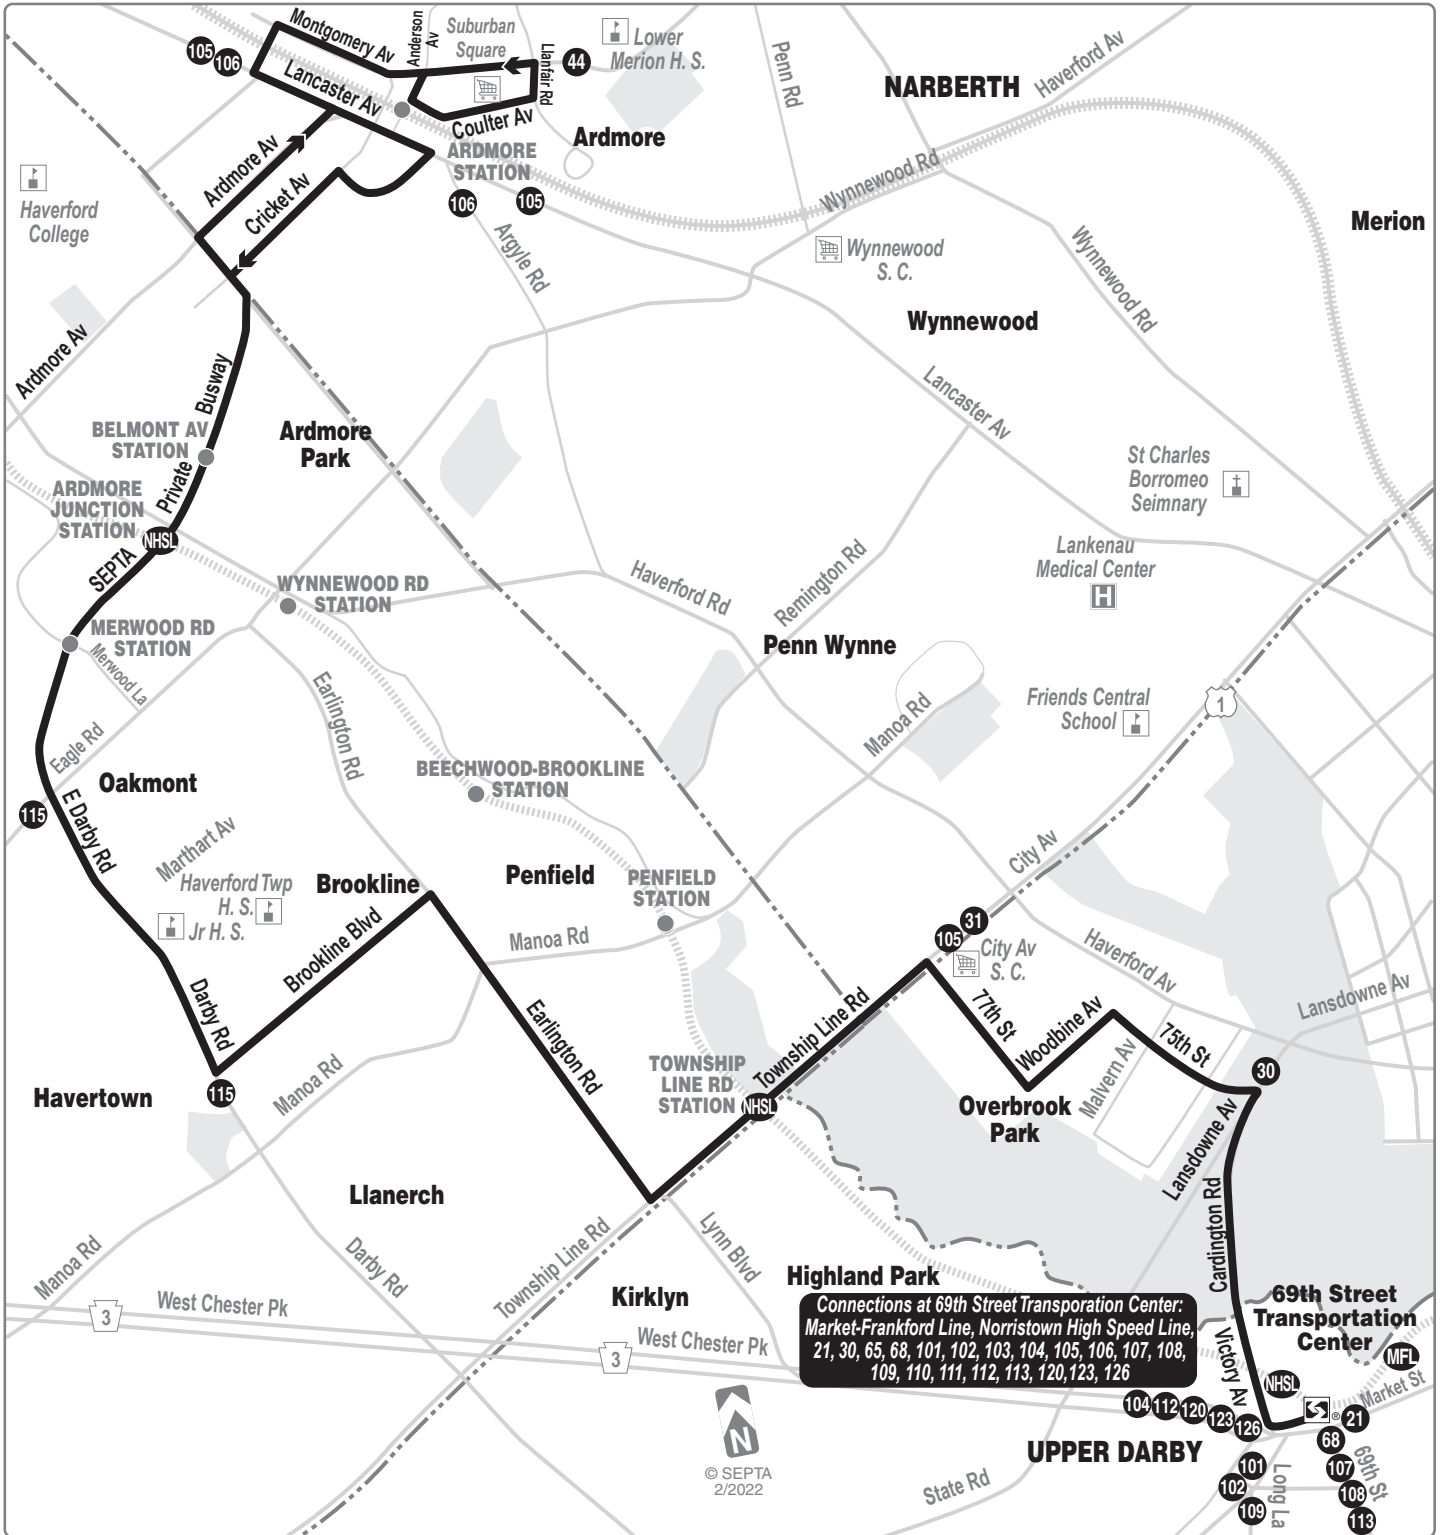 Montgomery Av
Anderson
Av
Suburban
Square
Llanfair Rd
44
Lower
Merion H. S.
Penn Rd
NARBERTH
Haverford Av
105
106
Lancaster Av
Coulter Av
Ardmore
ARDMORE
STATION
106
105
Ardmore Av
Cricket Av
Haverford
College
Argyle Rd
Wynnewood Rd
Wynnewood
S. C.
Wynnewood Rd
Merion
Wynnewood
Ardmore Av
Lancaster Av
SEPTA Private Busway
BELMONT AV
STATION
Ardmore
Park
ARDMORE
JUNCTION
STATION
NHSL
St Charles
Borromeo
Seimnary
Lankenau
Medical Center
H
WYNNEWOOD RD
STATION
Haverford Rd
Remington Rd
MERWOOD RD
STATION
Merwood La
Penn Wynne
Earlington Rd
Manoa Rd
Friends Central
School
1
Eagle Rd
Oakmont
BEECHWOOD-BROOKLINE
STATION
115
E Darby Rd
Marthart Av
Haverford Twp
H. S.
Jr H. S.
Brookline
Penfield
PENFIELD
STATION
City Av
31
105
City Av
S. C.
Brookline Blvd
Manoa Rd
Haverford Av
Lansdowne Av
Darby Rd
Earlington Rd
Township Line Rd
77th St
Woodbine Av
75th St
Malvern Av
30
TOWNSHIP
LINE RD
STATION
NHSL
Havertown
115
Manoa Rd
Overbrook
Park
Lansdowne Av
Cardington Rd
Llanerch
Manoa Rd
Darby Rd
Township Line Rd
Lynn Blvd
Highland Park
Kirklyn
West Chester Pk
3
West Chester Pk
3
Connections at 69th Street Transporation Center:
Market-Frankford Line, Norristown High Speed Line,
21, 30, 65, 68, 101, 102, 103, 104, 105, 106, 107, 108,
109, 110, 111, 112, 113, 120,123, 126
69th Street
Transportation
Center
Victory Av
MFL
NHSL
Market St
®
21
104
112
120
123
126
68
UPPER DARBY
101
102
109
Long La
107
108
113
69th St
State Rd
N
© SEPTA
2/2022